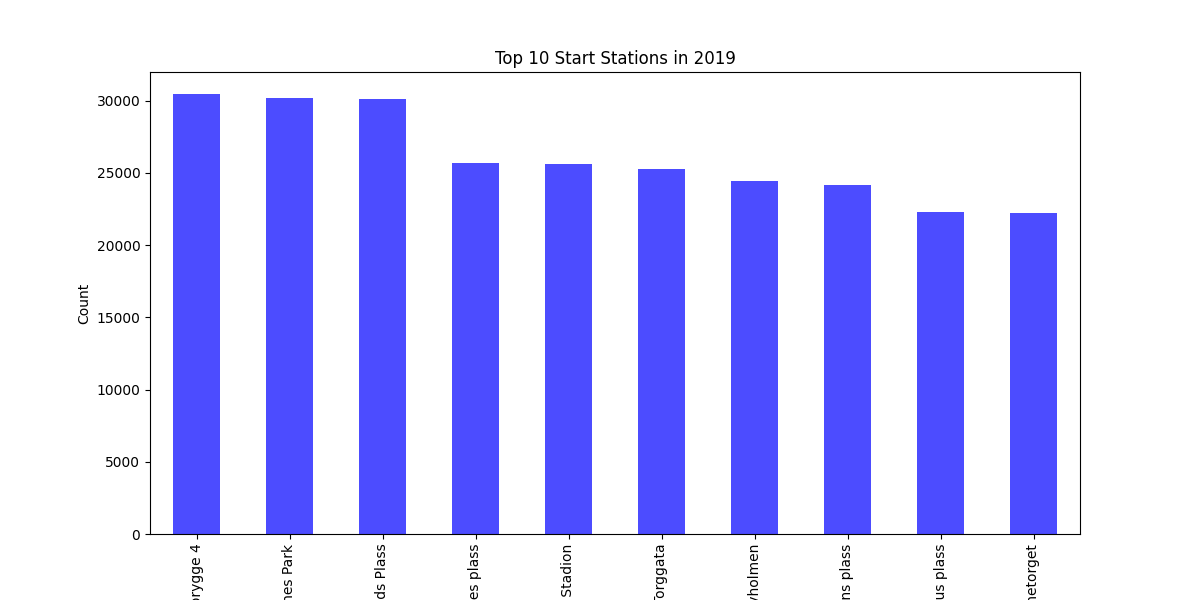 Top 10 Start Stations in 2019
Count
30000
25000
20000
15000
10000
5000
0
rygge 4
nes Park
ds Plass
es plass
Stadion
Torggata
holmen
ns plass
us plass
netorget